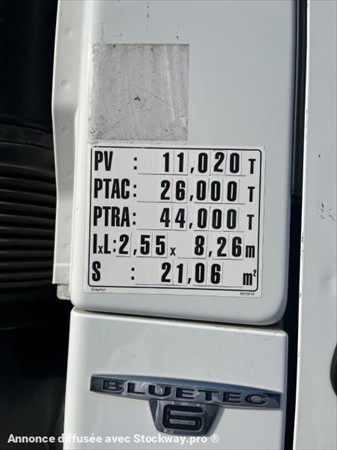 PV : 11,020 T
PTAC: 26,000 T
PTRA: 44,000 T
IxL: 2,55 x 8,26 m
S : 21,06 m²
BLUETEC
6
Annonce diffusée avec Stockway.pro ®